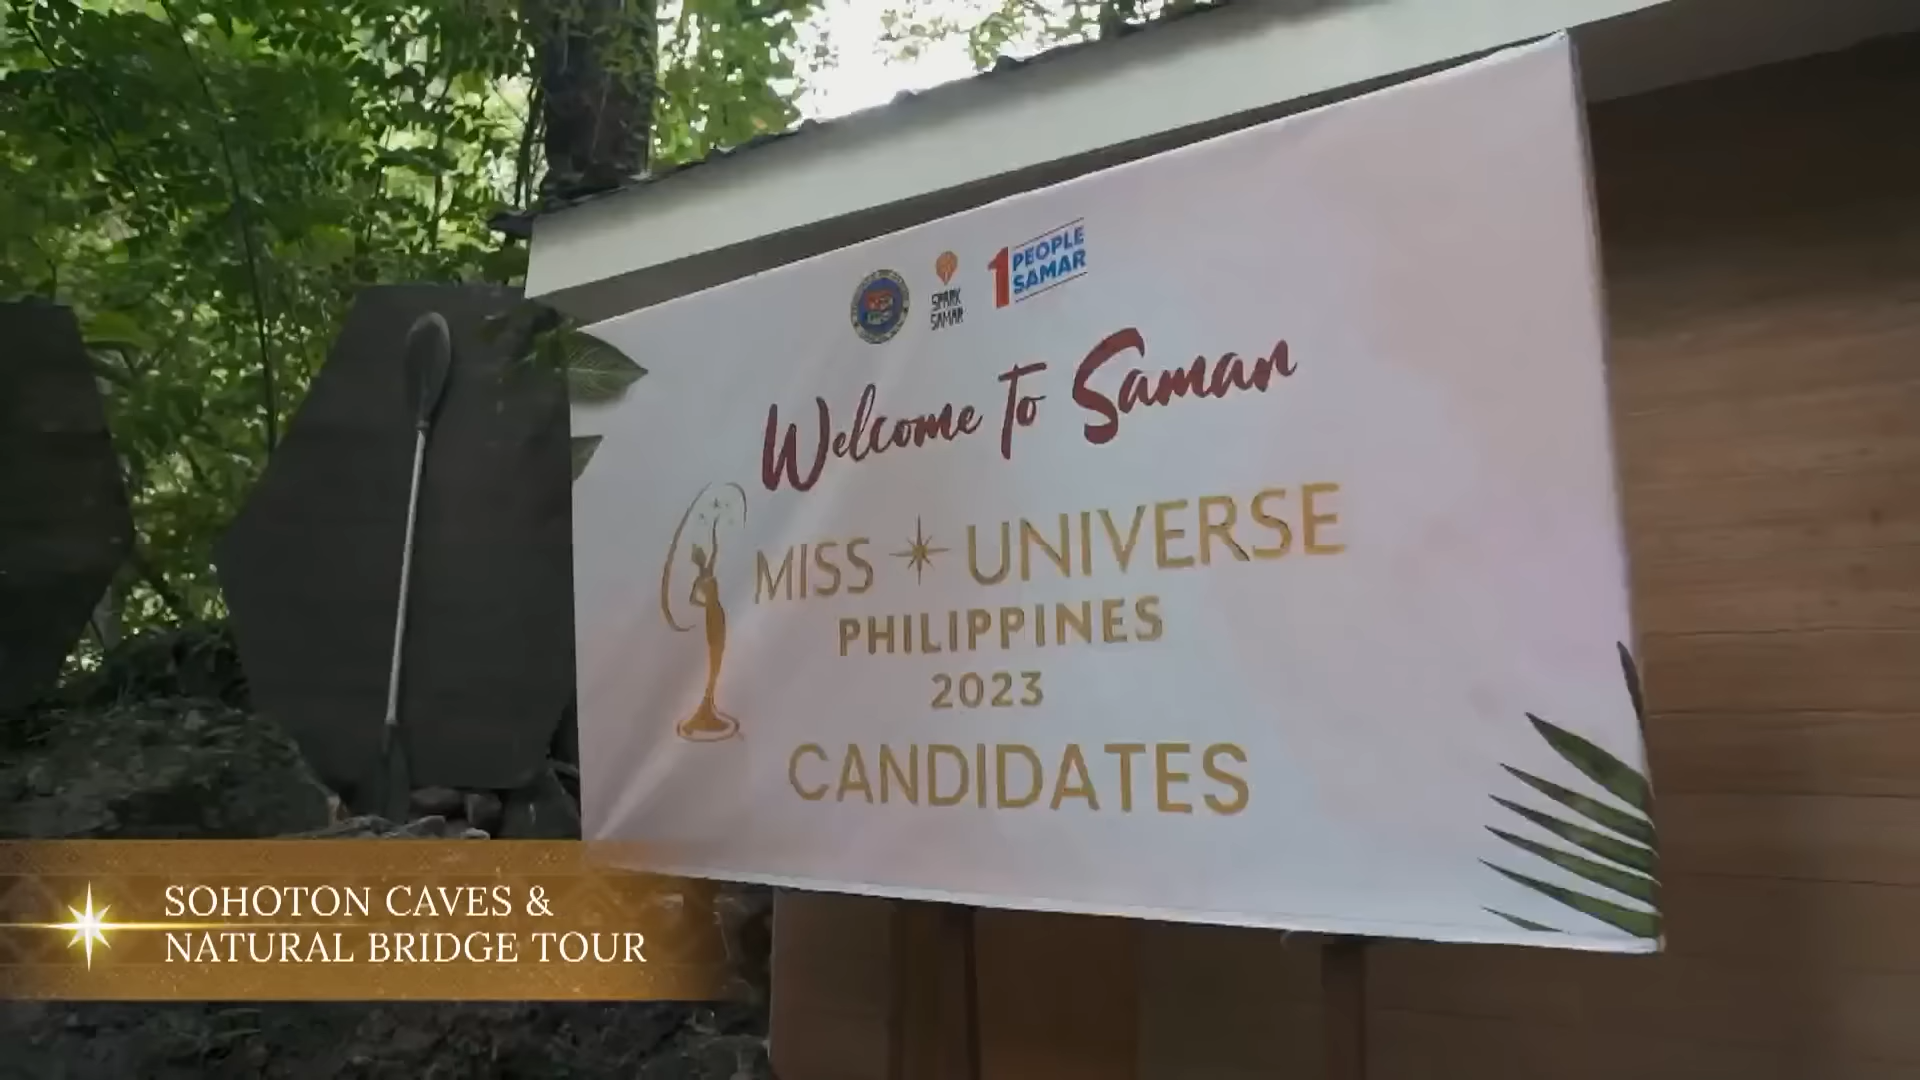 SPARK
SAMAR
1 PEOPLE
SAMAR
Welcome To Samar
MISS UNIVERSE
PHILIPPINES
2023
CANDIDATES
SOHOTON CAVES &
NATURAL BRIDGE TOUR